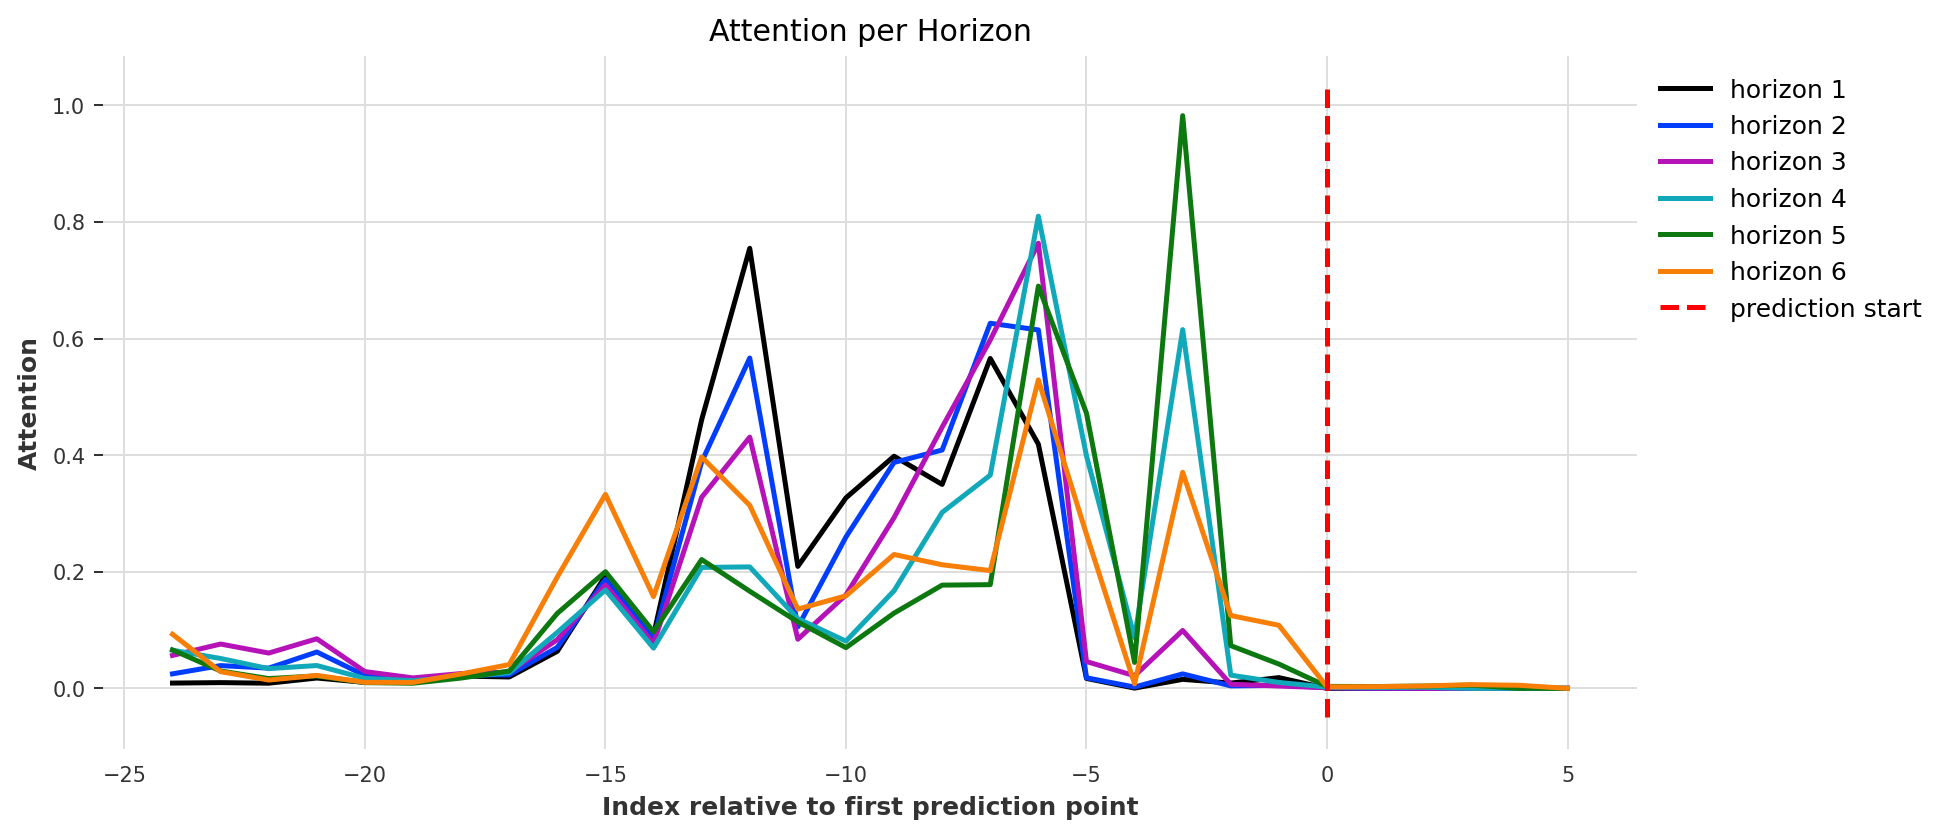 Attention per Horizon
1.0
0.8
0.6
0.4
0.2
0.0
Attention
−25
−20
−15
−10
−5
0
5
Index relative to first prediction point
horizon 1
horizon 2
horizon 3
horizon 4
horizon 5
horizon 6
prediction start